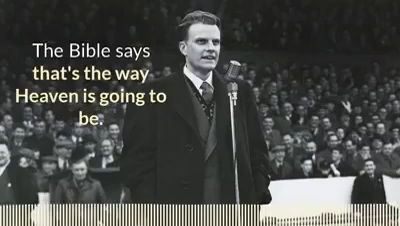 The Bible says
that's the way
Heaven is going to
be.